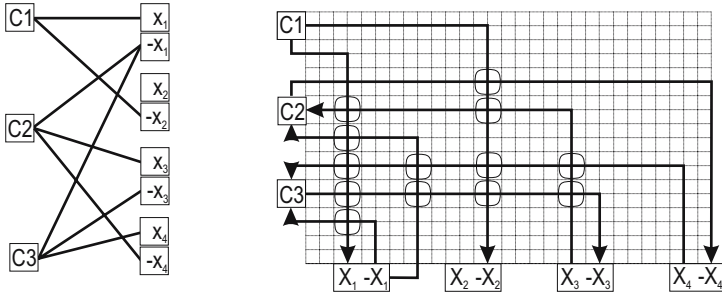 C1
x₁
-x₁
x₂
-x₂
C2
x₃
-x₃
x₄
C3
-x₄
C1
C2
C3
X₁ -X₁
X₂ -X₂
X₃ -X₃
X₄ -X₄